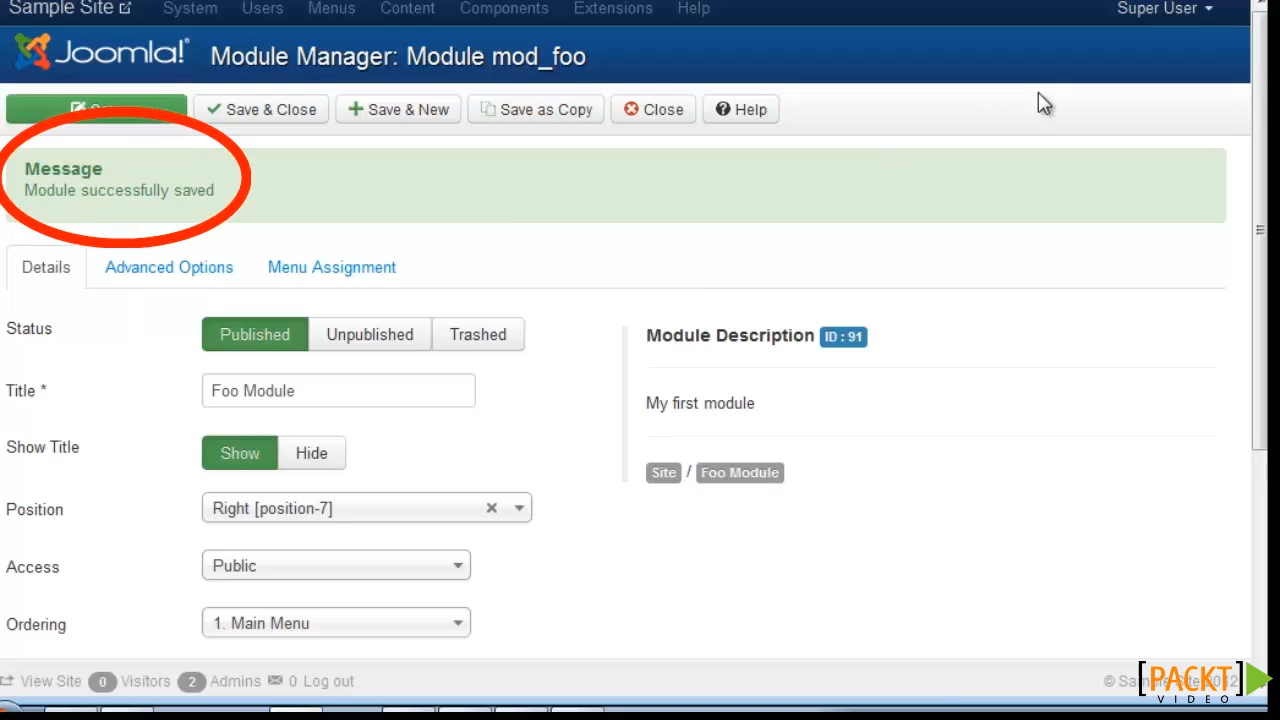 Sample Site System Users Menus Content Components Extensions Help Super User
Joomla!® Module Manager: Module mod_foo
Save & Close Save & New Save as Copy Close Help
Message
Module successfully saved
Details Advanced Options Menu Assignment
Status Published Unpublished Trashed
Module Description ID : 91
Title * Foo Module
My first module
Show Title Show Hide
Site / Foo Module
Position Right [position-7]
Access Public
Ordering 1. Main Menu
View Site 0 Visitors 2 Admins 0 Log out
[PACKT]
VIDEO